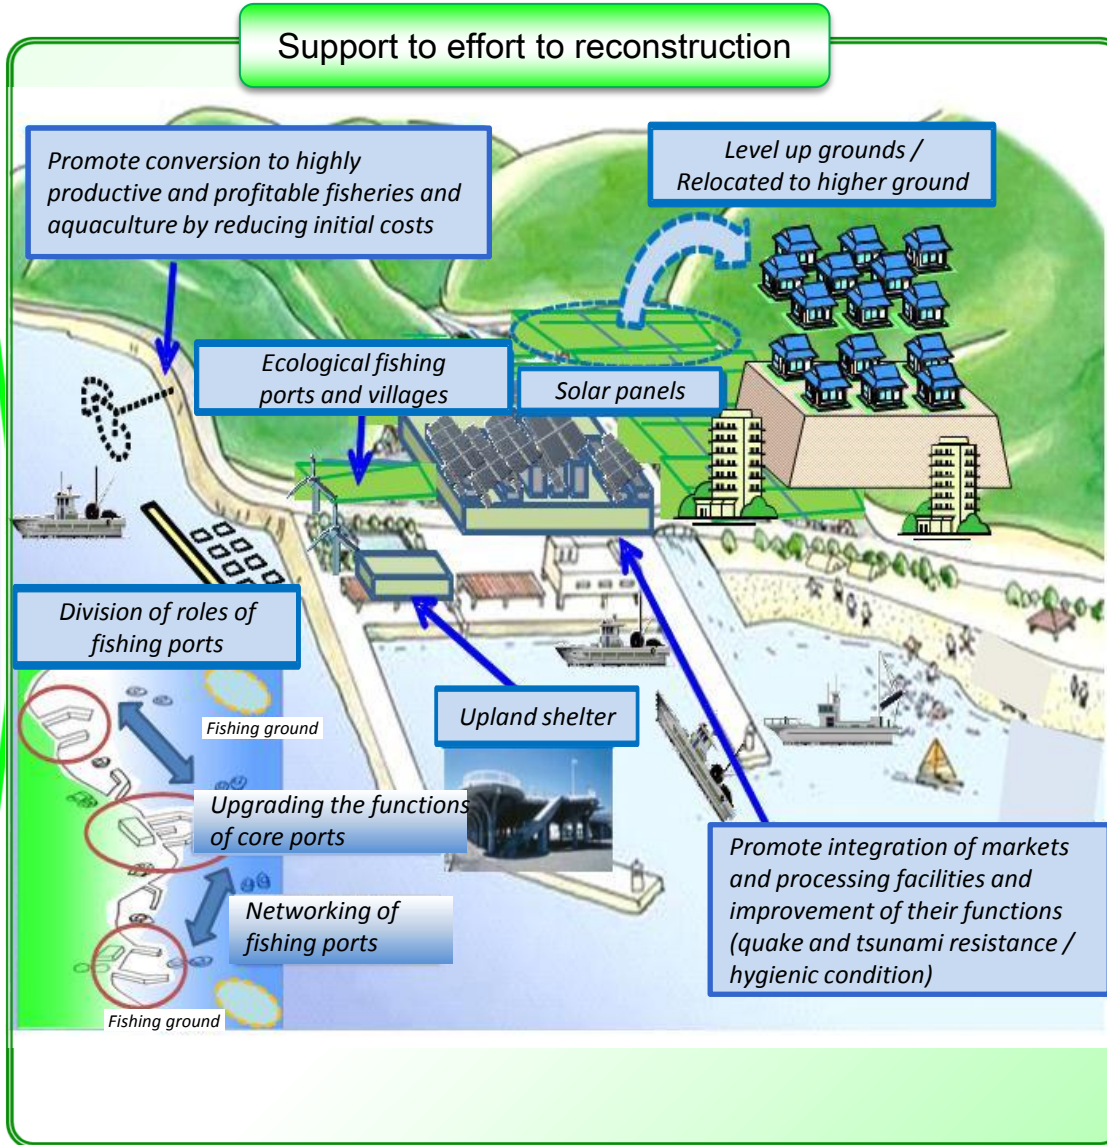 Support to effort to reconstruction
Promote conversion to highly
productive and profitable fisheries and
aquaculture by reducing initial costs
Level up grounds /
Relocated to higher ground
Ecological fishing
ports and villages
Solar panels
Division of roles of
fishing ports
Fishing ground
Upland shelter
Upgrading the functions
of core ports
Networking of
fishing ports
Fishing ground
Promote integration of markets
and processing facilities and
improvement of their functions
(quake and tsunami resistance /
hygienic condition)